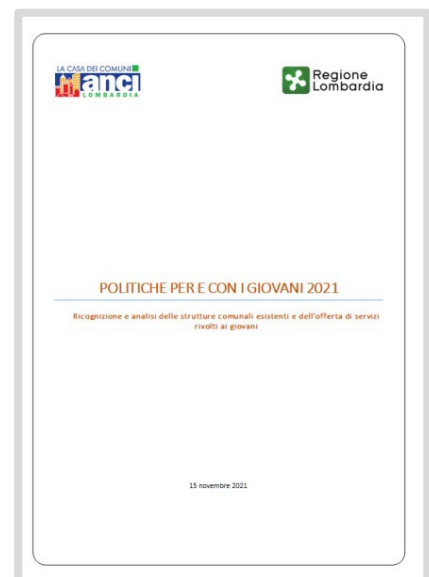 LA CASA DEI COMUNI
anci
LOMBARDIA
Regione
Lombardia
POLITICHE PER E CON I GIOVANI 2021
Ricognizione e analisi delle strutture comunali esistenti e dell'offerta di servizi
rivolti ai giovani
15 novembre 2021